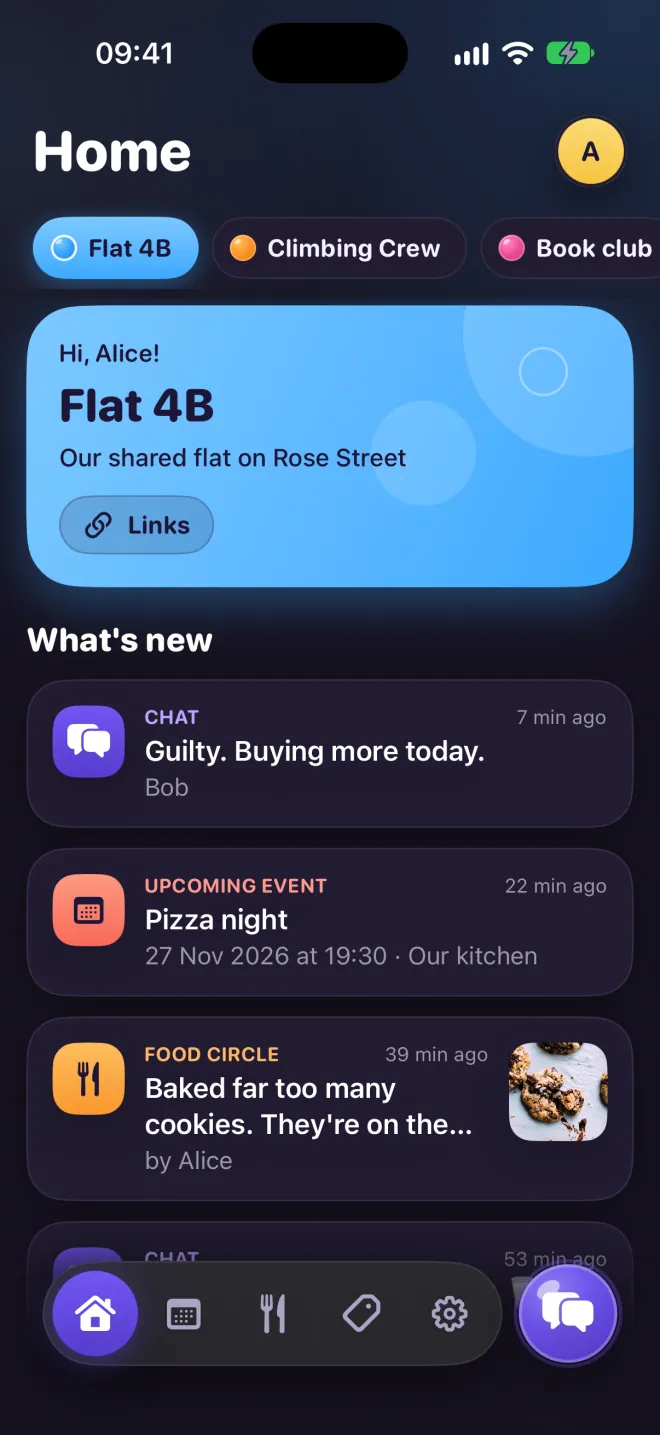 09:41
Home
A
Flat 4B
Climbing Crew
Book club
Hi, Alice!
Flat 4B
Our shared flat on Rose Street
Links
What's new
CHAT
7 min ago
Guilty. Buying more today.
Bob
UPCOMING EVENT
22 min ago
Pizza night
27 Nov 2026 at 19:30 · Our kitchen
FOOD CIRCLE
39 min ago
Baked far too many
cookies. They're on the...
by Alice
CHAT
53 min ago